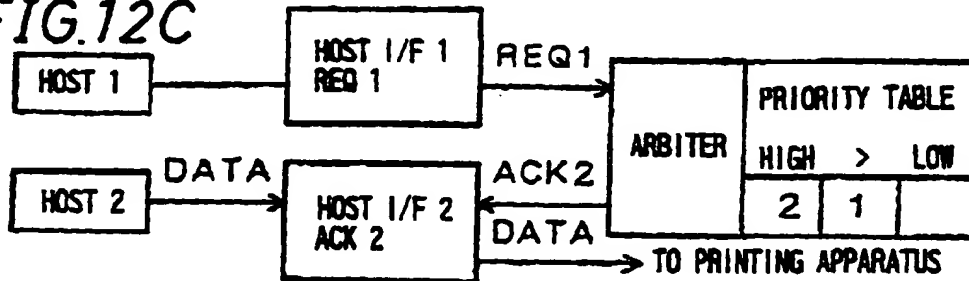 FIG.12C
HOST 1
HOST I/F 1
REQ 1
REQ1
ARBITER
PRIORITY TABLE
HIGH > LOW
2 1
HOST 2
DATA
HOST I/F 2
ACK 2
ACK2
DATA
TO PRINTING APPARATUS